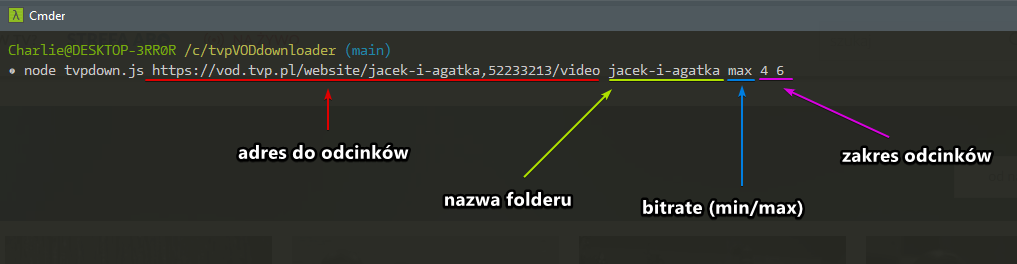 λ Cmder
Charlie@DESKTOP-3RR0R /c/tvpVODdownloader (main)
● node tvpdown.js https://vod.tvp.pl/website/jacek-i-agatka,52233213/video jacek-i-agatka max 4 6
adres do odcinków
zakres odcinków
nazwa folderu
bitrate (min/max)